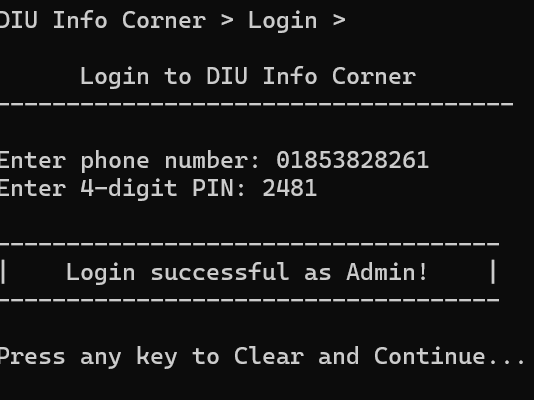 DIU Info Corner > Login >
Login to DIU Info Corner
-------------------------------------
Enter phone number: 01853828261
Enter 4-digit PIN: 2481
------------------------------------
|    Login successful as Admin!    |
------------------------------------
Press any key to Clear and Continue...